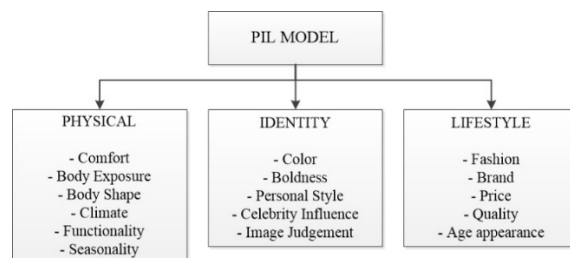 PIL MODEL
PHYSICAL
- Comfort
- Body Exposure
- Body Shape
- Climate
- Functionality
- Seasonality
IDENTITY
- Color
- Boldness
- Personal Style
- Celebrity Influence
- Image Judgement
LIFESTYLE
- Fashion
- Brand
- Price
- Quality
- Age appearance